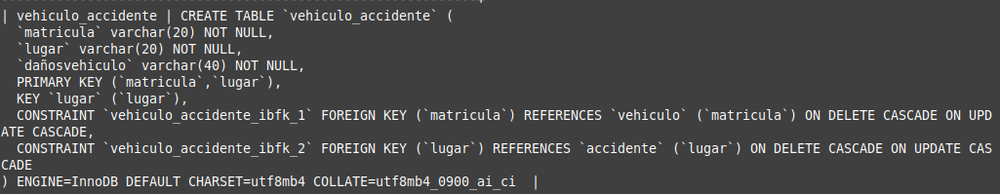 | vehiculo_accidente | CREATE TABLE `vehiculo_accidente` (
  `matricula` varchar(20) NOT NULL,
  `lugar` varchar(20) NOT NULL,
  `dañosvehiculo` varchar(40) NOT NULL,
  PRIMARY KEY (`matricula`,`lugar`),
  KEY `lugar` (`lugar`),
  CONSTRAINT `vehiculo_accidente_ibfk_1` FOREIGN KEY (`matricula`) REFERENCES `vehiculo` (`matricula`) ON DELETE CASCADE ON UPD
ATE CASCADE,
  CONSTRAINT `vehiculo_accidente_ibfk_2` FOREIGN KEY (`lugar`) REFERENCES `accidente` (`lugar`) ON DELETE CASCADE ON UPDATE CAS
CADE
) ENGINE=InnoDB DEFAULT CHARSET=utf8mb4 COLLATE=utf8mb4_0900_ai_ci  |